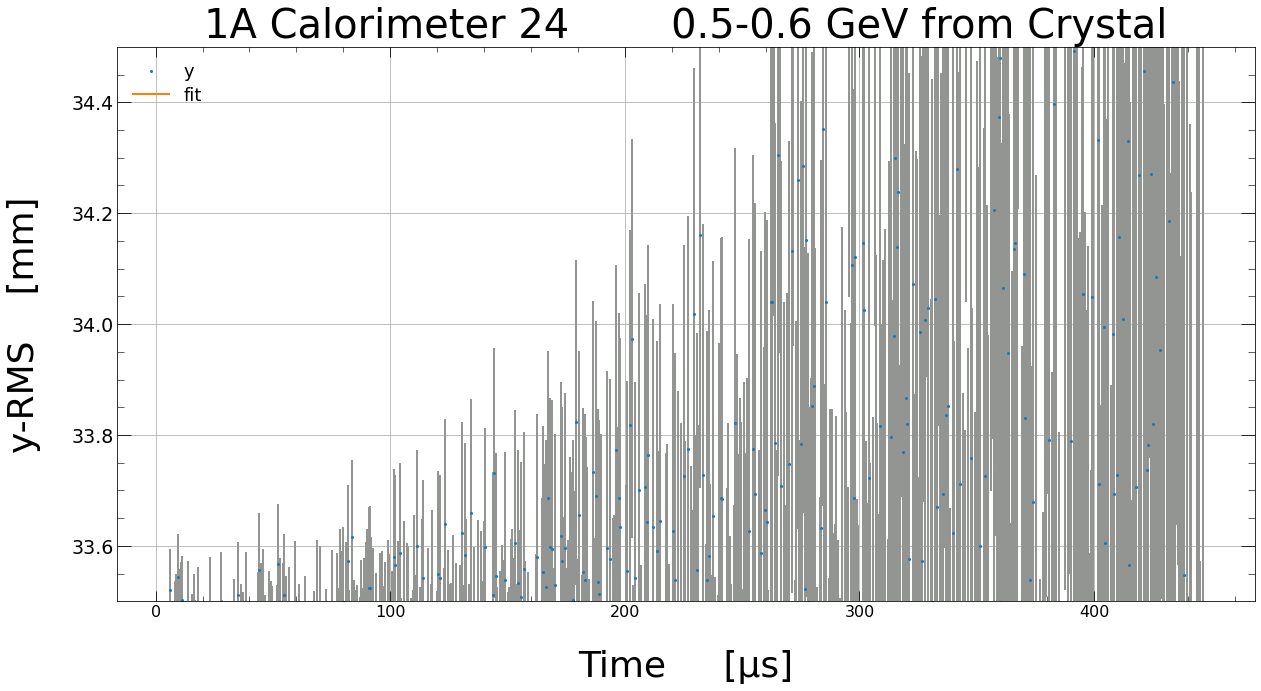 1A Calorimeter 24 0.5-0.6 GeV from Crystal
y
fit
34.4
34.2
34.0
33.8
33.6
y-RMS [mm]
0 100 200 300 400
Time [µs]